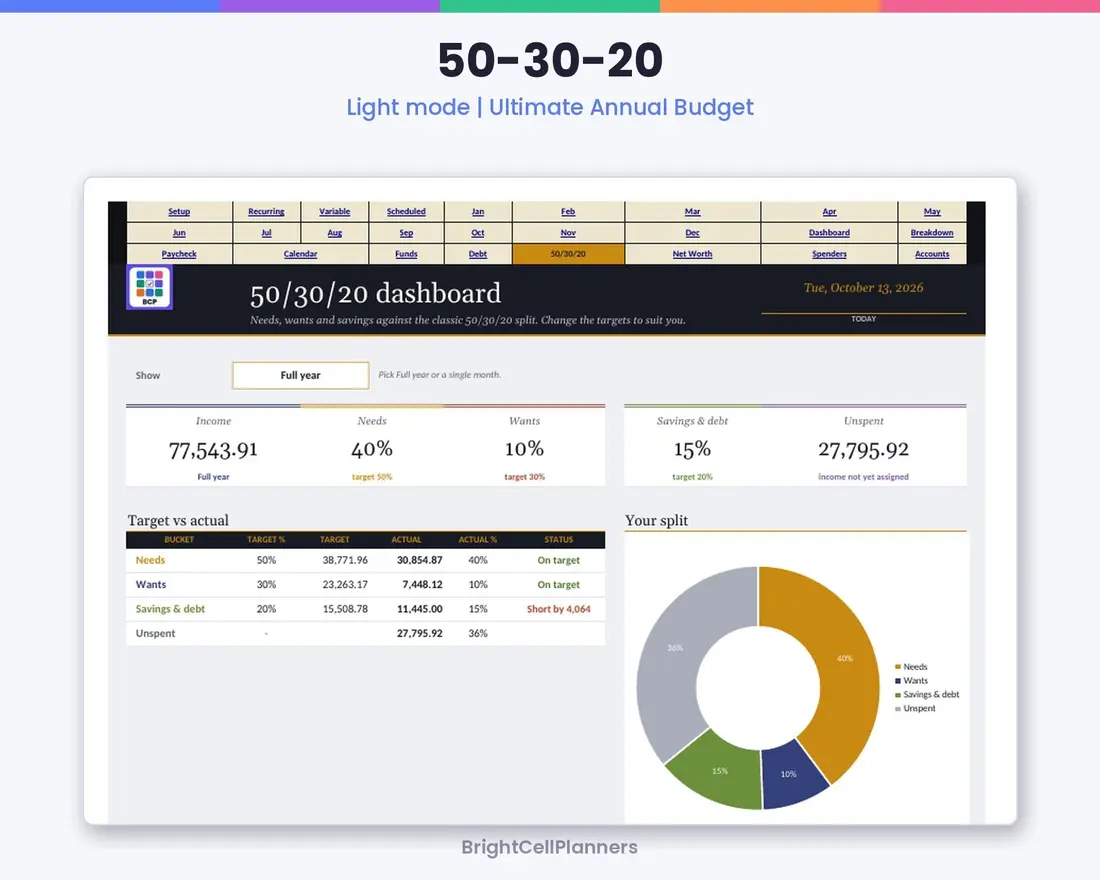 50-30-20
Light mode | Ultimate Annual Budget
Setup Recurring Variable Scheduled Jan Feb Mar Apr May
Jun Jul Aug Sep Oct Nov Dec Dashboard Breakdown
Paycheck Calendar Funds Debt 50/30/20 Net Worth Spenders Accounts
BCP
50/30/20 dashboard
Needs, wants and savings against the classic 50/30/20 split. Change the targets to suit you.
Tue, October 13, 2026
TODAY
Show Full year Pick Full year or a single month.
Income Needs Wants Savings & debt Unspent
77,543.91 40% 10% 15% 27,795.92
Full year target 50% target 30% target 20% income not yet assigned
Target vs actual
BUCKET TARGET % TARGET ACTUAL ACTUAL % STATUS
Needs 50% 38,771.96 30,854.87 40% On target
Wants 30% 23,263.17 7,448.12 10% On target
Savings & debt 20% 15,508.78 11,445.00 15% Short by 4,064
Unspent - 27,795.92 36%
Your split
36%
40%
15%
10%
Needs
Wants
Savings & debt
Unspent
BrightCellPlanners